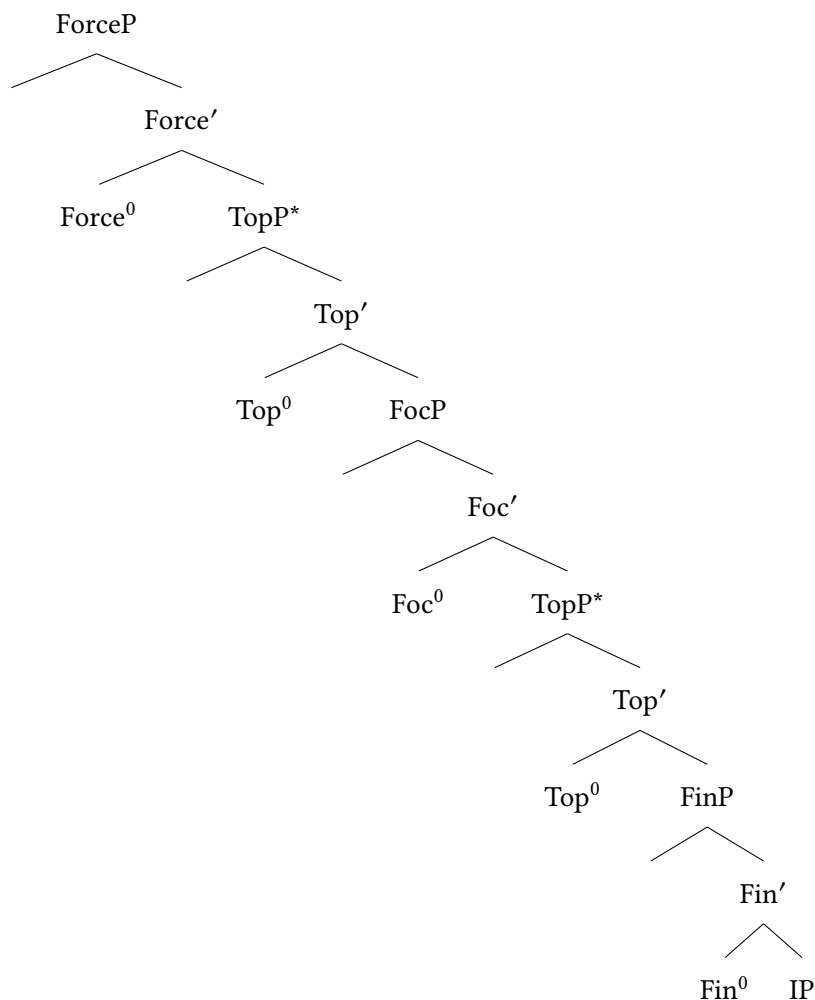 ForceP
Force′
Force⁰ TopP*
Top′
Top⁰ FocP
Foc′
Foc⁰ TopP*
Top′
Top⁰ FinP
Fin′
Fin⁰ IP